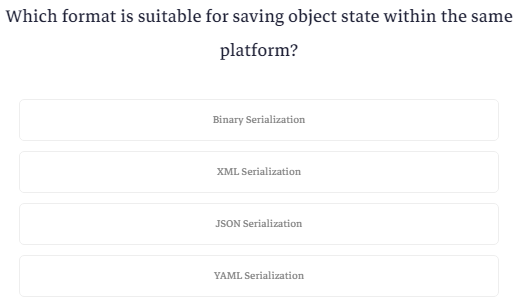 Which format is suitable for saving object state within the same
platform?
Binary Serialization
XML Serialization
JSON Serialization
YAML Serialization